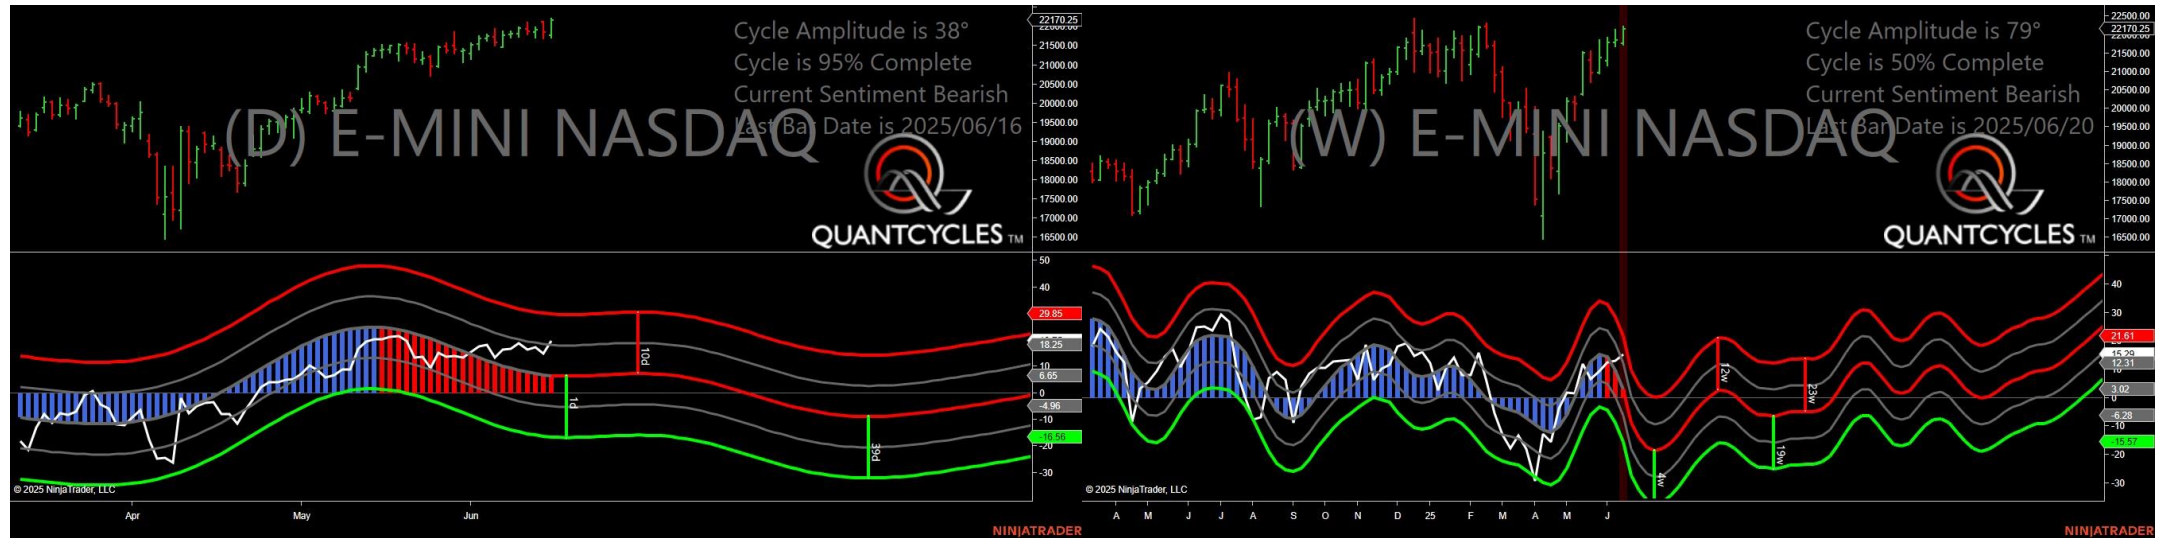 Cycle Amplitude is 38°
Cycle is 95% Complete
Current Sentiment Bearish
Last Bar Date is 2025/06/16
(D) E-MINI NASDAQ
QUANTCYCLES TM
22170.25
21500.00
21000.00
20500.00
20000.00
19500.00
19000.00
18500.00
18000.00
17500.00
17000.00
16500.00
50
40
29.85
18.25
10
6.65
0
-4.96
-10
-16.56
-20
-30
10d
1d
39d
© 2025 NinjaTrader, LLC
Apr
May
Jun
NINJATRADER
Cycle Amplitude is 79°
Cycle is 50% Complete
Current Sentiment Bearish
Last Bar Date is 2025/06/20
(W) E-MINI NASDAQ
QUANTCYCLES TM
22500.00
22170.25
21500.00
21000.00
20500.00
20000.00
19500.00
19000.00
18500.00
18000.00
17500.00
17000.00
16500.00
40
30
21.61
15.29
12.31
10
3.02
0
-6.28
-10
-15.57
-20
-30
12w
23w
19w
4w
© 2025 NinjaTrader, LLC
A M J J A S O N D 25 F M A M J
NINJATRADER